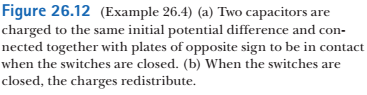 Figure 26.12 (Example 26.4) (a) Two capacitors are
charged to the same initial potential difference and con-
nected together with plates of opposite sign to be in contact
when the switches are closed. (b) When the switches are
closed, the charges redistribute.